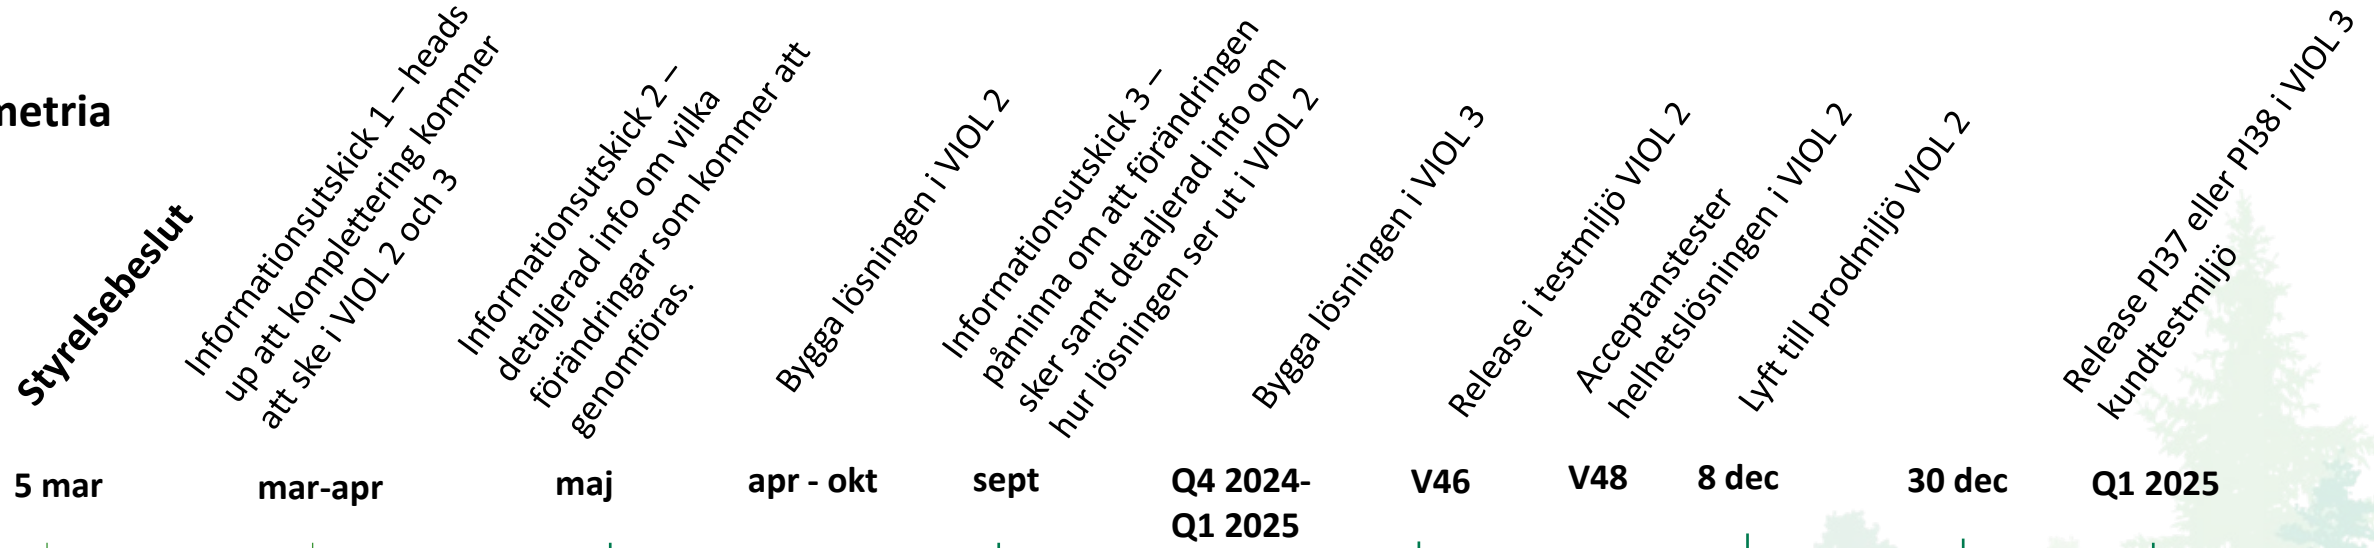 metria
Styrelsebeslut
Informationsutskick 1 – heads
up att komplettering kommer
att ske i VIOL 2 och 3
Informationsutskick 2 –
detaljerad info om vilka
förändringar som kommer att
genomföras.
Bygga lösningen i VIOL 2
Informationsutskick 3 –
påminna om att förändringen
sker samt detaljerad info om
hur lösningen ser ut i VIOL 2
Bygga lösningen i VIOL 3
Release i testmiljö VIOL 2
Acceptanstester
helhetslösningen i VIOL 2
Lyft till prodmiljö VIOL 2
Release PI37 eller PI38 i VIOL 3
kundtestmiljö
5 mar
mar-apr
maj
apr - okt
sept
Q4 2024-
Q1 2025
V46
V48
8 dec
30 dec
Q1 2025